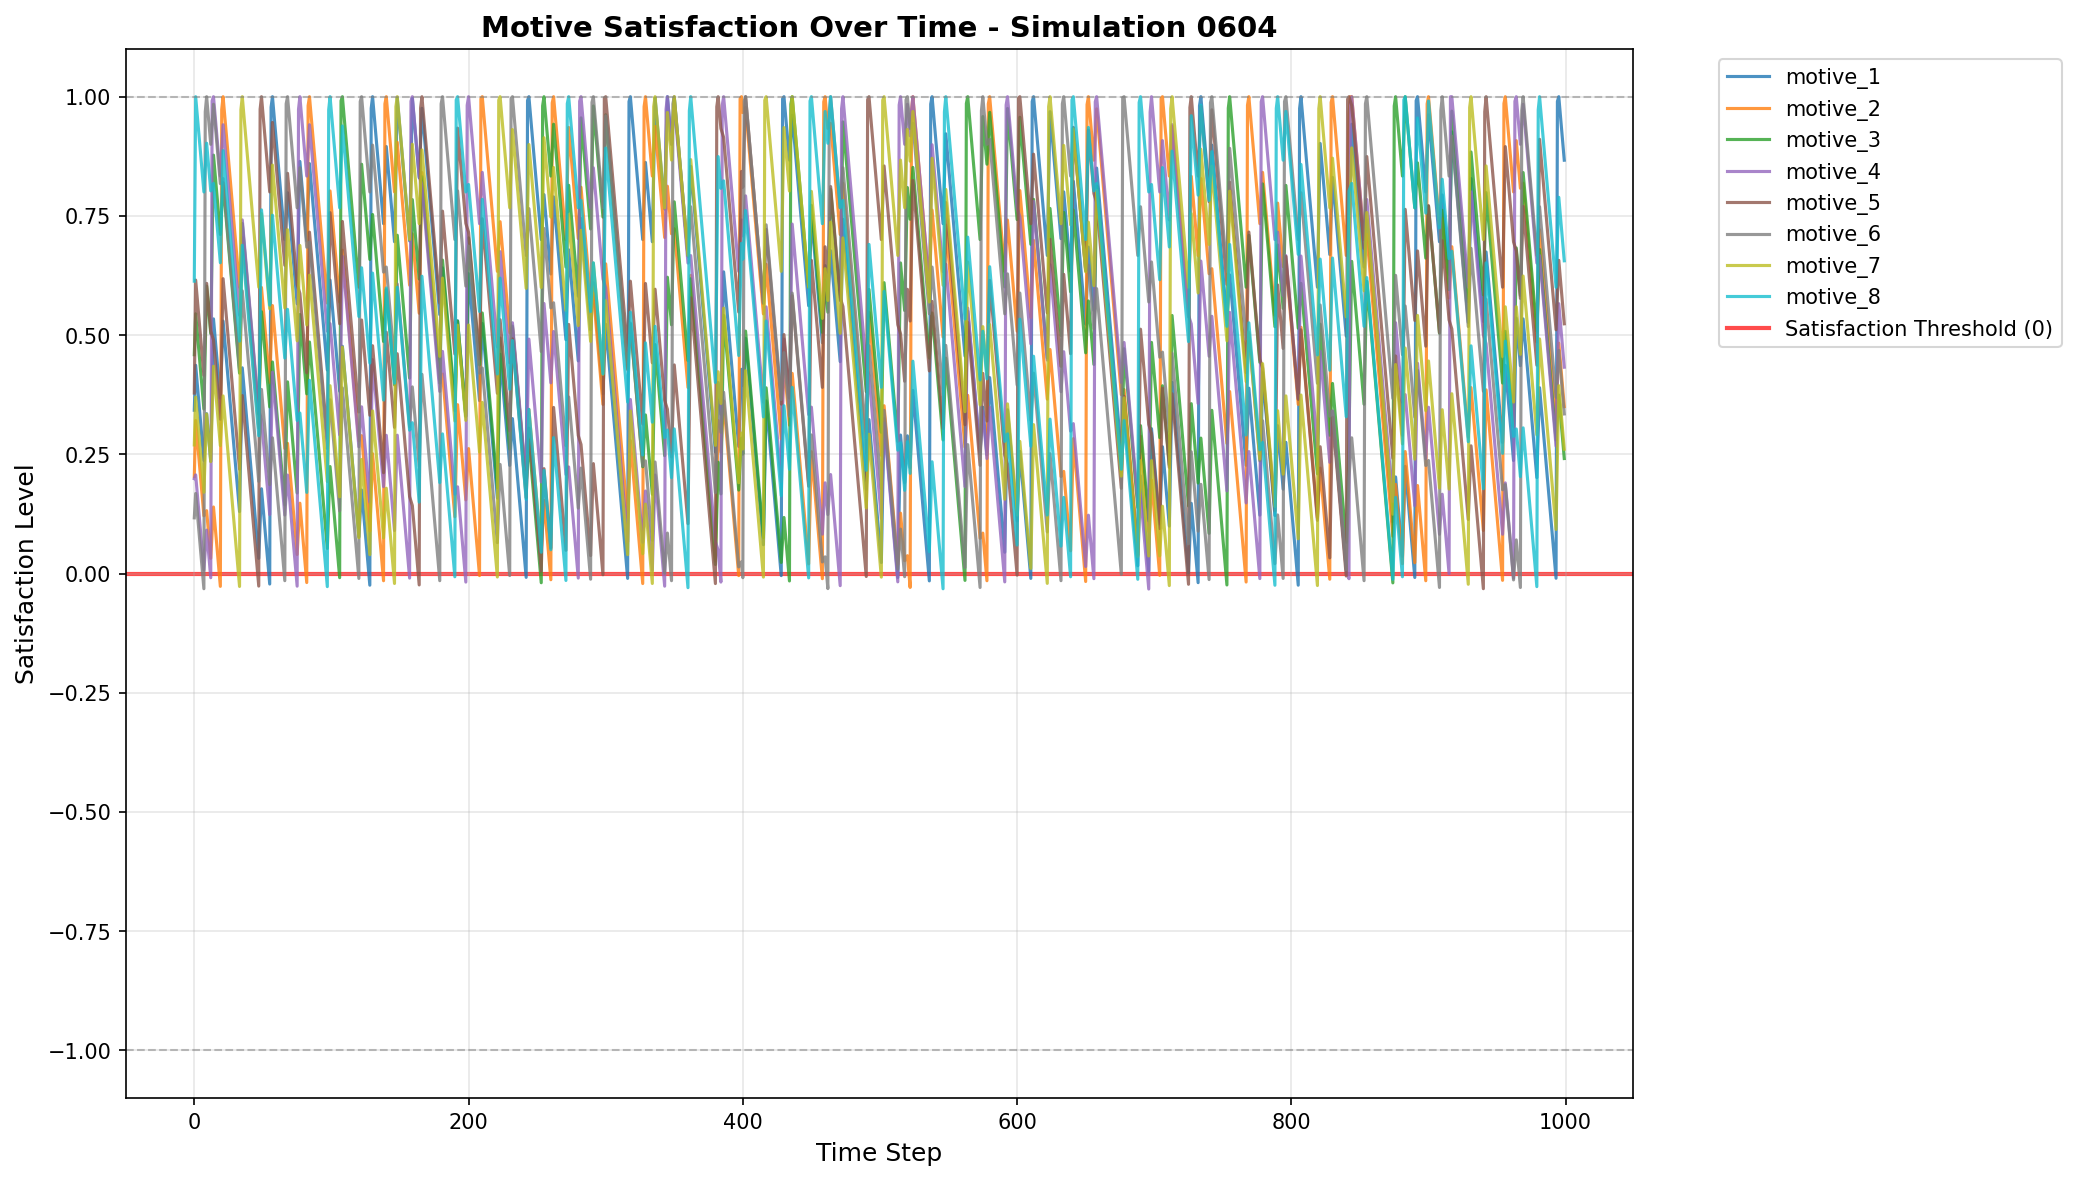 Motive Satisfaction Over Time - Simulation 0604
1.00
0.75
0.50
0.25
0.00
−0.25
−0.50
−0.75
−1.00
Satisfaction Level
0
200
400
600
800
1000
Time Step
motive_1
motive_2
motive_3
motive_4
motive_5
motive_6
motive_7
motive_8
Satisfaction Threshold (0)